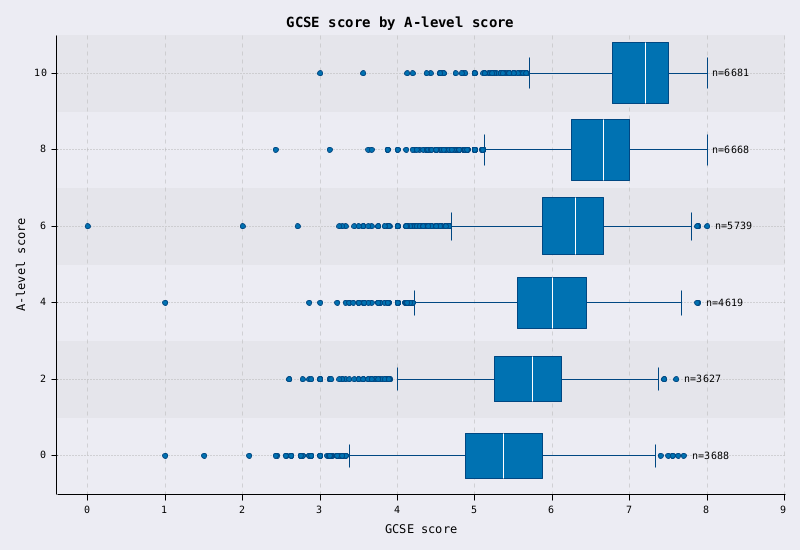 GCSE score by A-level score
10
n=6681
8
n=6668
6
n=5739
A-level score
4
n=4619
2
n=3627
0
n=3688
0 1 2 3 4 5 6 7 8 9
GCSE score